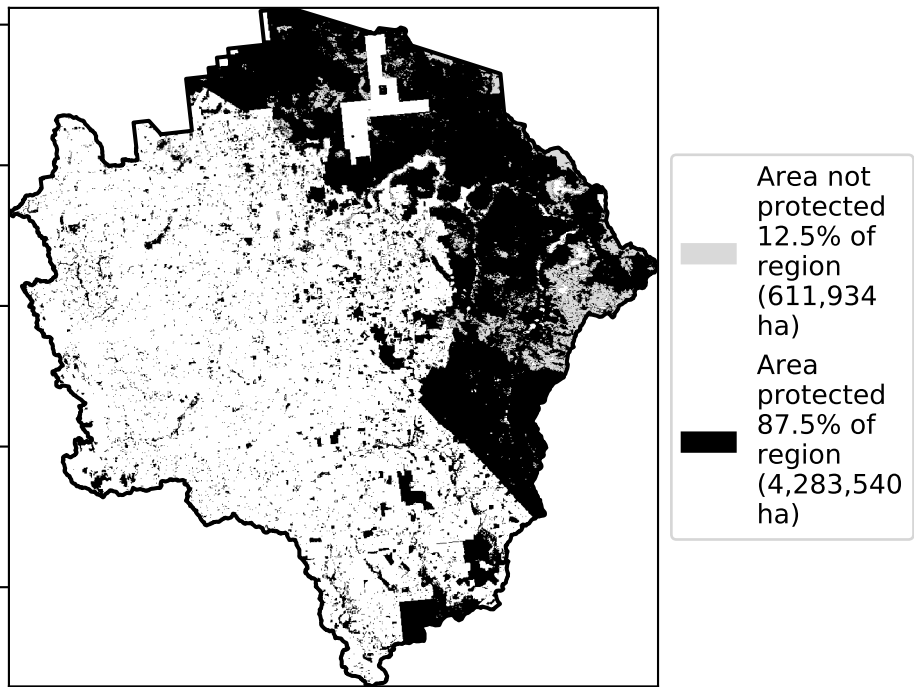 Area not
protected
12.5% of
region
(611,934
ha)
Area
protected
87.5% of
region
(4,283,540
ha)